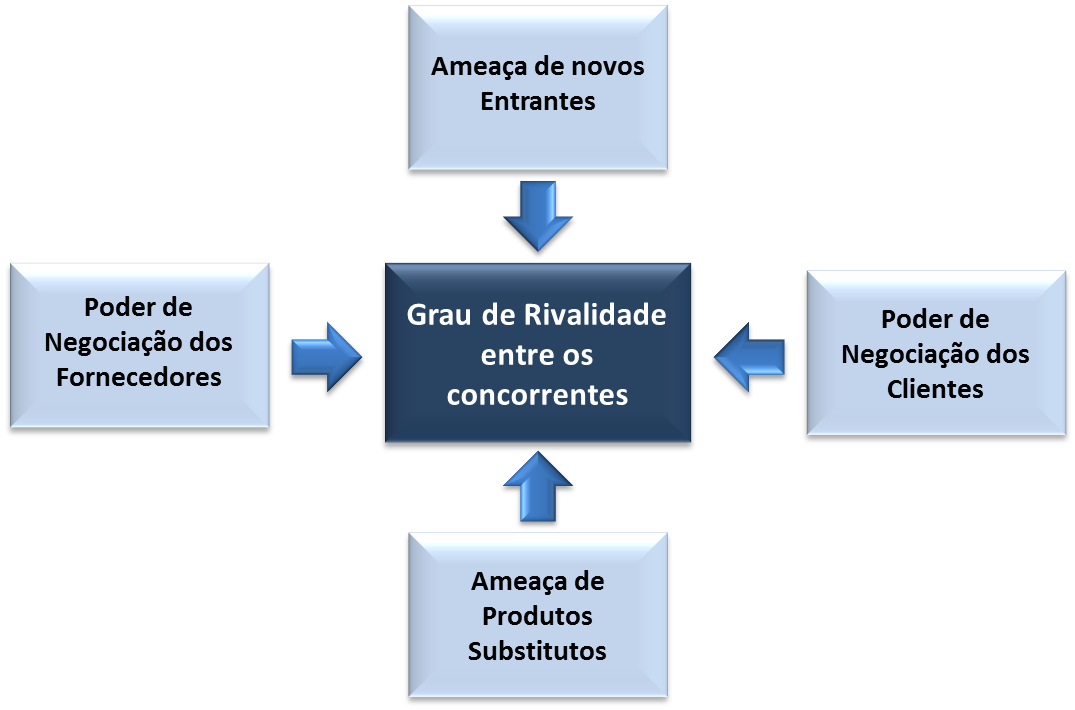 Ameaça de novos
Entrantes
Poder de
Negociação dos
Fornecedores
Grau de Rivalidade
entre os
concorrentes
Poder de
Negociação dos
Clientes
Ameaça de
Produtos
Substitutos